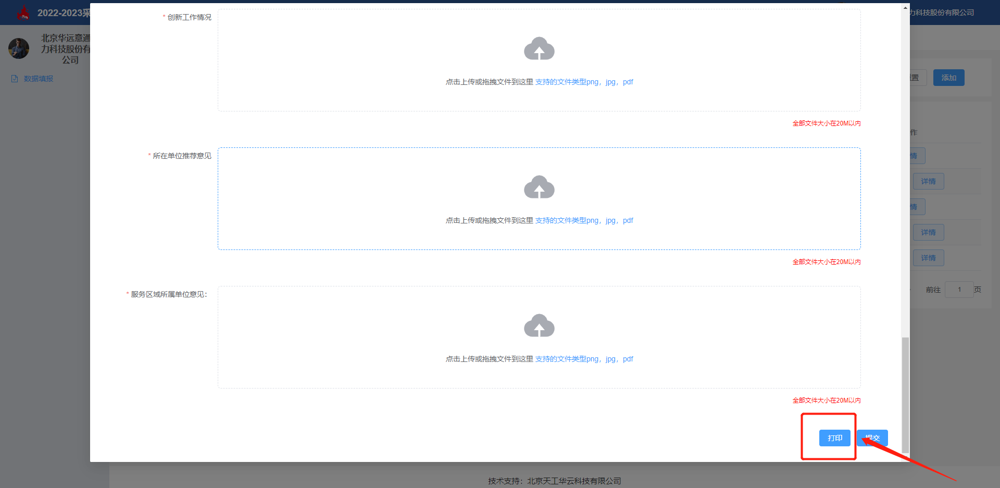 2022-2023采
力科技股份有限公司
北京华远意通
力科技股份有
公司
数据填报
* 创新工作情况
点击上传或拖拽文件到这里 支持的文件类型png，jpg，pdf
全部文件大小在20M以内
* 所在单位推荐意见
点击上传或拖拽文件到这里 支持的文件类型png，jpg，pdf
全部文件大小在20M以内
* 服务区域所属单位意见：
点击上传或拖拽文件到这里 支持的文件类型png，jpg，pdf
全部文件大小在20M以内
打印
提交
置
添加
作
情
详情
情
详情
详情
前往 1 页
技术支持：北京天工华云科技有限公司